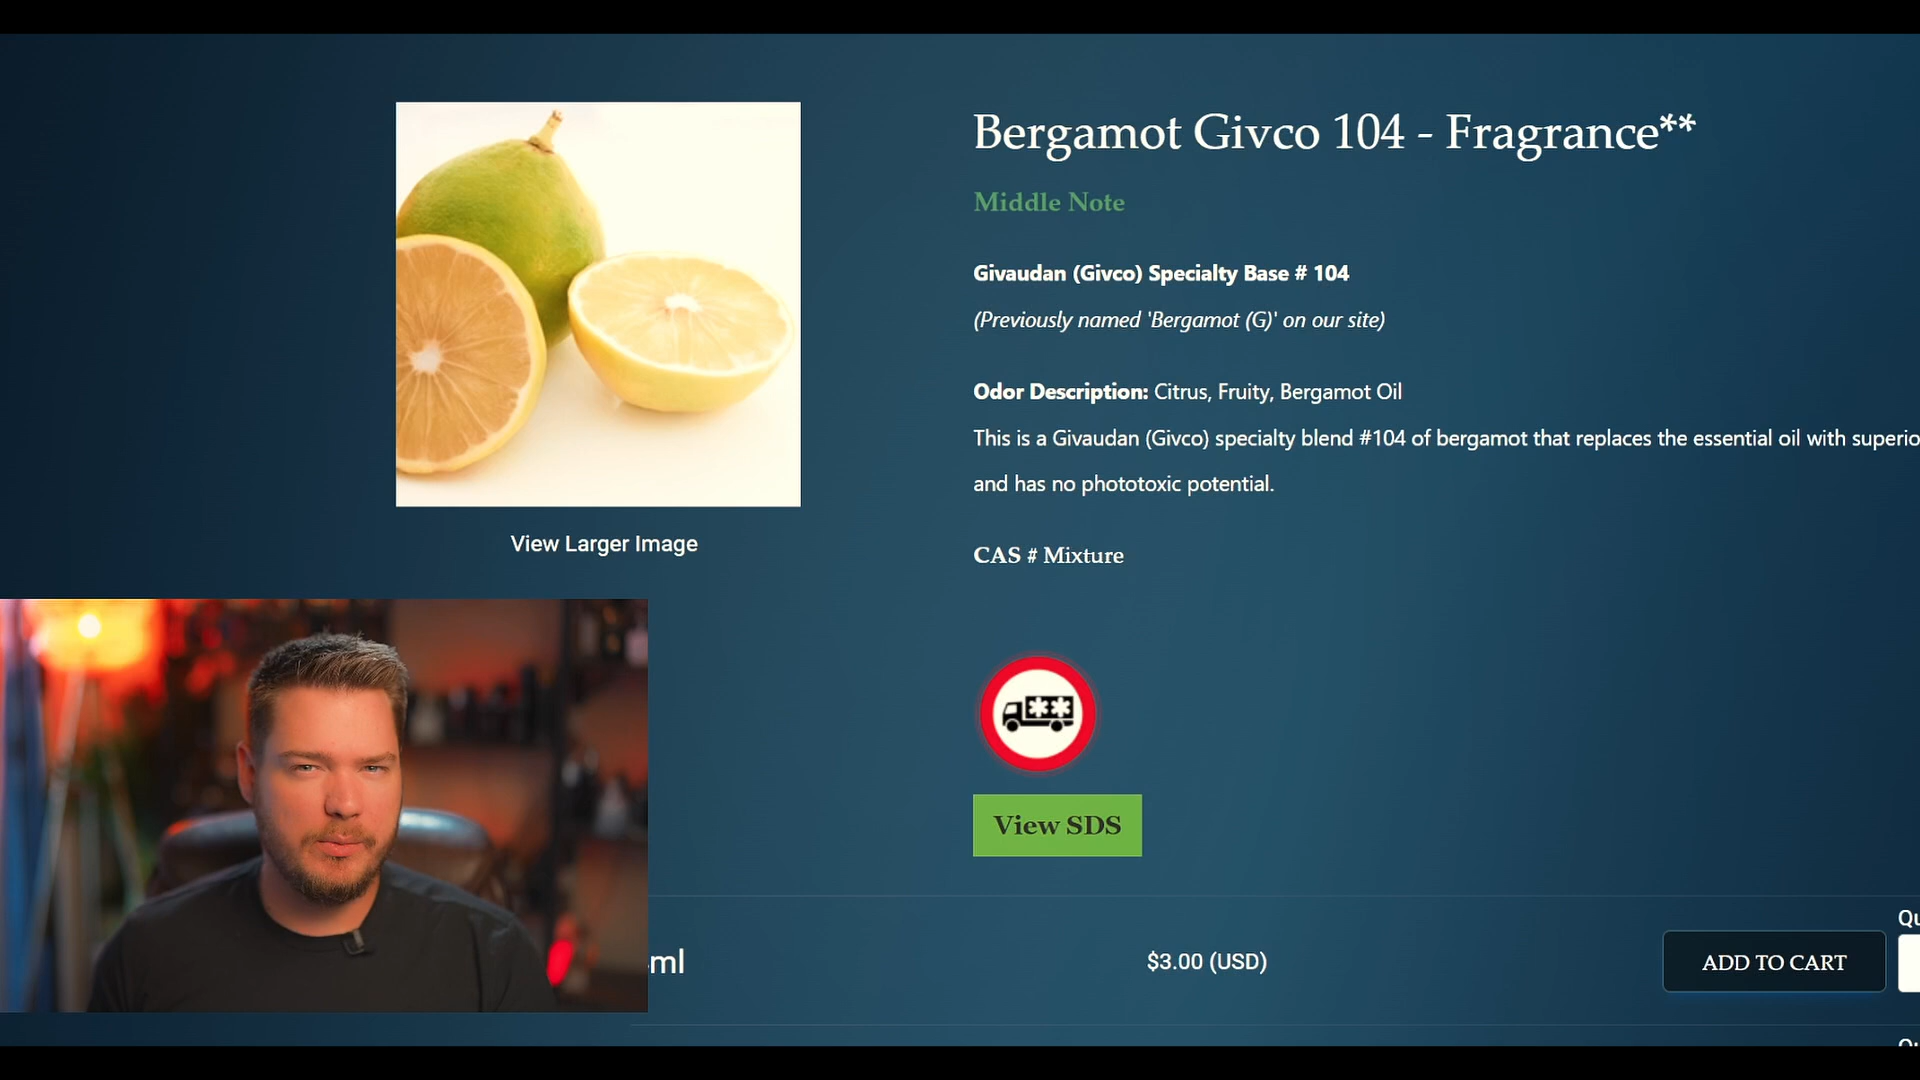 Bergamot Givco 104 - Fragrance**
Middle Note
Givaudan (Givco) Specialty Base # 104
(Previously named 'Bergamot (G)' on our site)
Odor Description: Citrus, Fruity, Bergamot Oil
This is a Givaudan (Givco) specialty blend #104 of bergamot that replaces the essential oil with
and has no phototoxic potential.
CAS # Mixture
View Larger Image
**
View SDS
ml
$3.00 (USD)
ADD TO CART